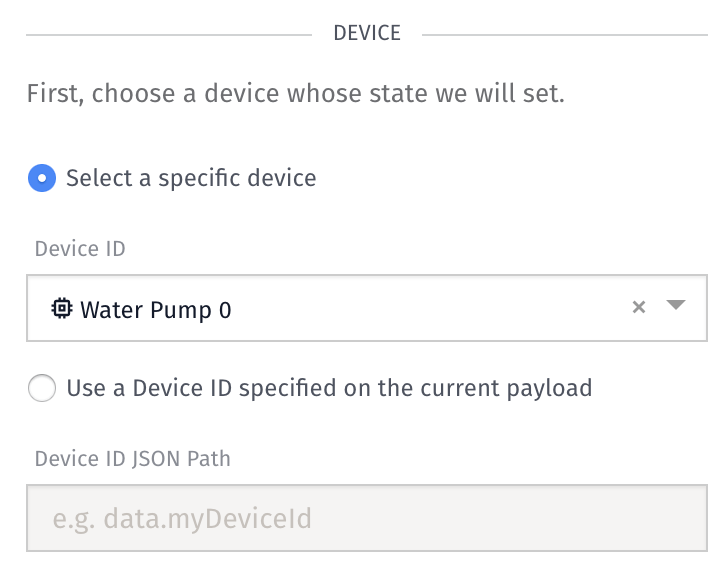 DEVICE
First, choose a device whose state we will set.
Select a specific device
Device ID
Water Pump 0
Use a Device ID specified on the current payload
Device ID JSON Path
e.g. data.myDeviceId